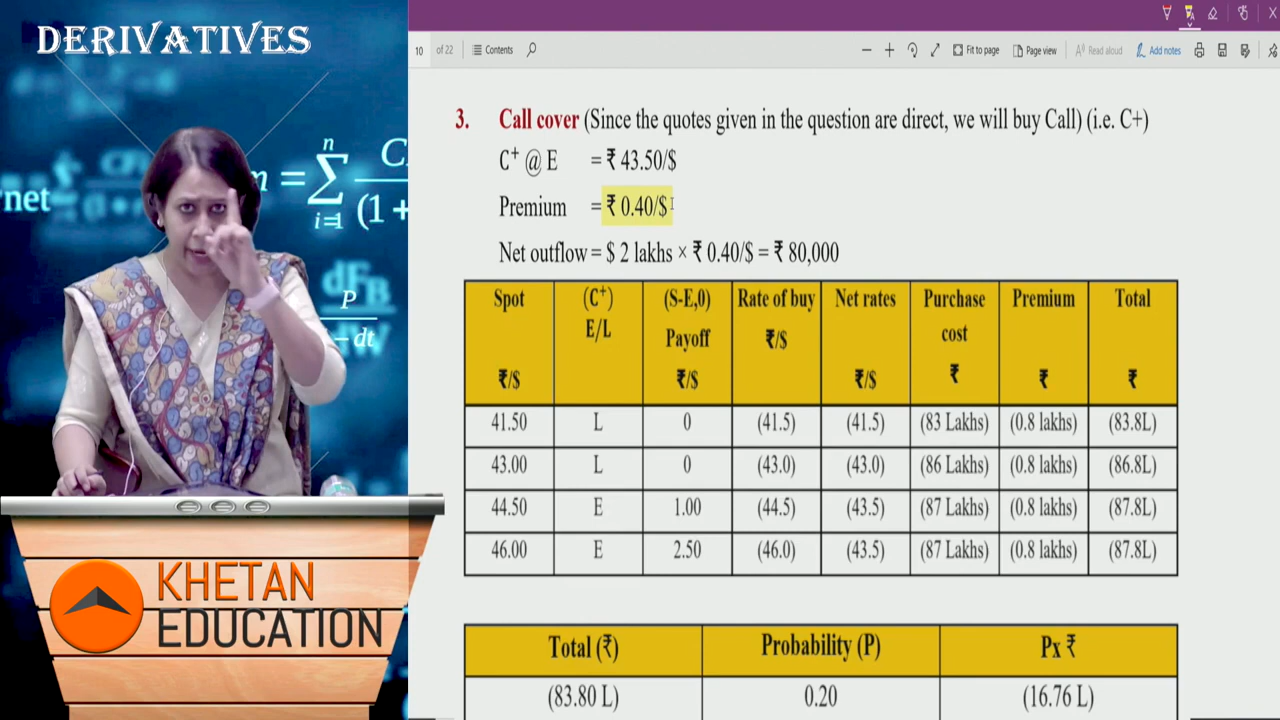 DERIVATIVES
10 of 22 Contents Fit to page Page view Read aloud Add notes
3. Call cover (Since the quotes given in the question are direct, we will buy Call) (i.e. C+)
C⁺ @ E = ₹ 43.50/$
Premium = ₹ 0.40/$
Net outflow = $ 2 lakhs × ₹ 0.40/$ = ₹ 80,000
Spot ₹/$ (C⁺) E/L (S-E,0) Payoff ₹/$ Rate of buy ₹/$ Net rates ₹/$ Purchase cost ₹ Premium ₹ Total ₹
41.50 L 0 (41.5) (41.5) (83 Lakhs) (0.8 lakhs) (83.8L)
43.00 L 0 (43.0) (43.0) (86 Lakhs) (0.8 lakhs) (86.8L)
44.50 E 1.00 (44.5) (43.5) (87 Lakhs) (0.8 lakhs) (87.8L)
46.00 E 2.50 (46.0) (43.5) (87 Lakhs) (0.8 lakhs) (87.8L)
Total (₹) Probability (P) Px ₹
(83.80 L) 0.20 (16.76 L)
net
n
=∑
i=1
C
(1+
P
-dt
KHETAN
EDUCATION